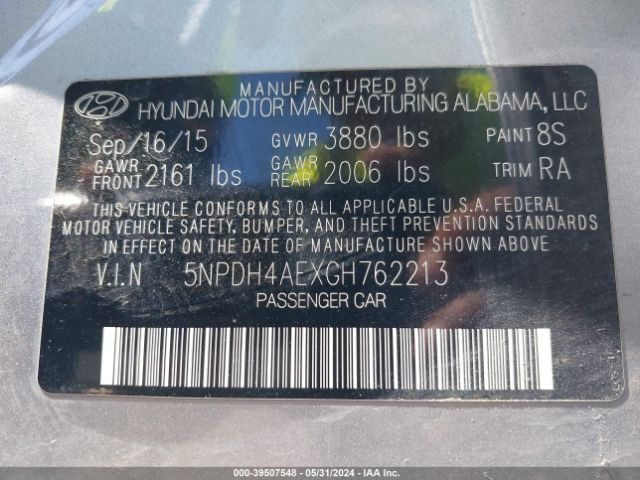 MANUFACTURED BY
HYUNDAI MOTOR MANUFACTURING ALABAMA, LLC
Sep/16/15 GVWR 3880 lbs PAINT 8S
GAWR FRONT 2161 lbs GAWR REAR 2006 lbs TRIM RA
THIS VEHICLE CONFORMS TO ALL APPLICABLE U.S.A. FEDERAL
MOTOR VEHICLE SAFETY, BUMPER, AND THEFT PREVENTION STANDARDS
IN EFFECT ON THE DATE OF MANUFACTURE SHOWN ABOVE.
V.I.N 5NPDH4AEXGH762213
PASSENGER CAR
000-39507548 - 05/31/2024 - IAA Inc.